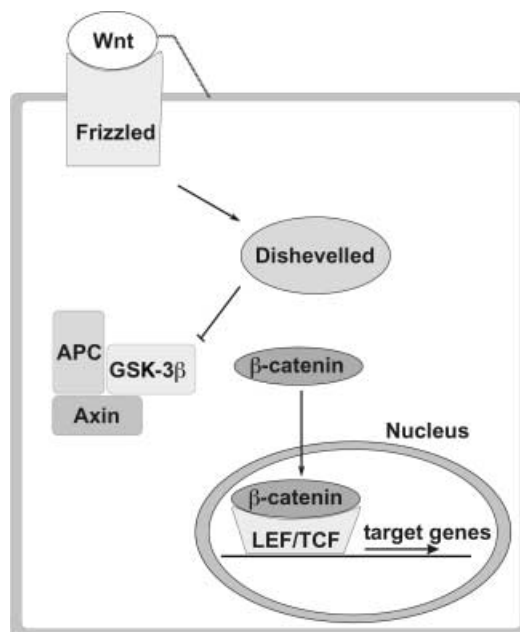 Wnt
Frizzled
Dishevelled
APC
GSK-3β
Axin
β-catenin
Nucleus
β-catenin
LEF/TCF
target genes